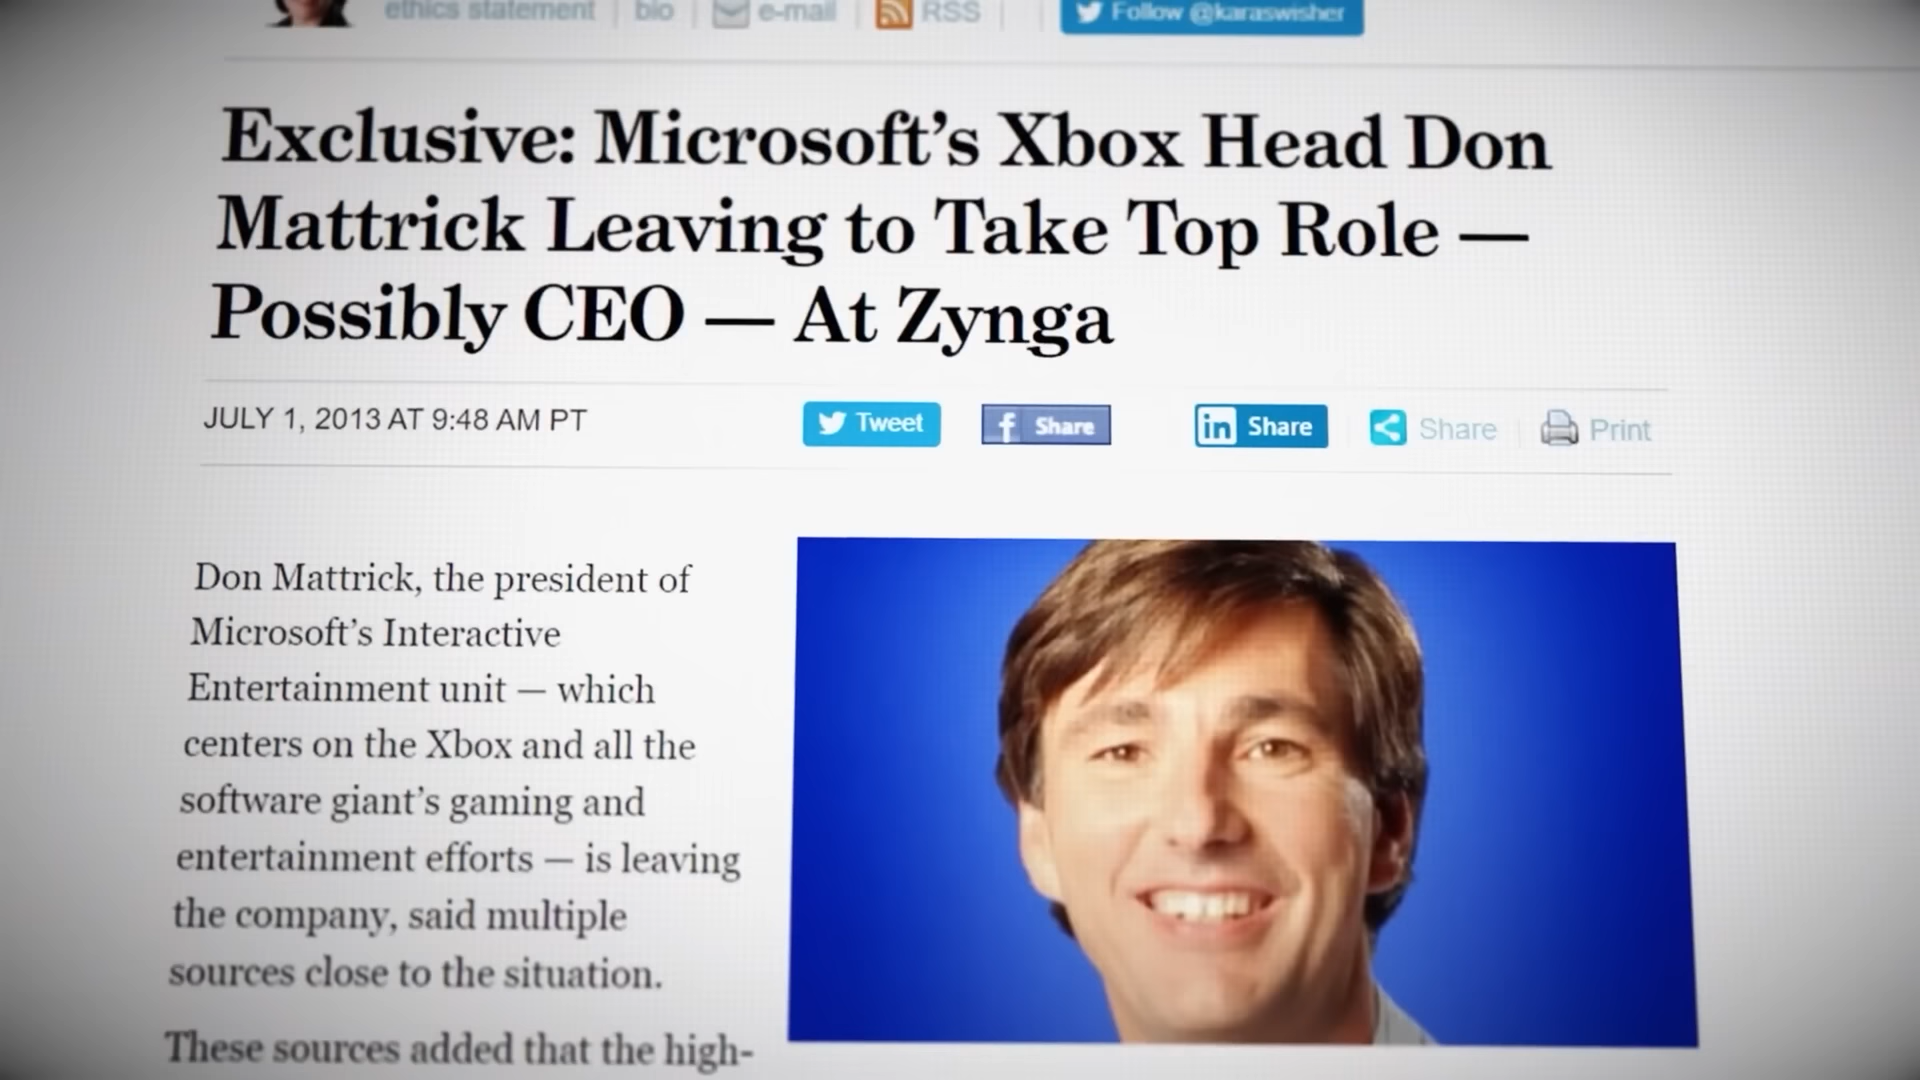 ethics statement bio e-mail RSS Follow @karaswisher
Exclusive: Microsoft’s Xbox Head Don
Mattrick Leaving to Take Top Role —
Possibly CEO — At Zynga
JULY 1, 2013 AT 9:48 AM PT Tweet Share Share Share Print
Don Mattrick, the president of
Microsoft’s Interactive
Entertainment unit — which
centers on the Xbox and all the
software giant’s gaming and
entertainment efforts — is leaving
the company, said multiple
sources close to the situation.
These sources added that the high-